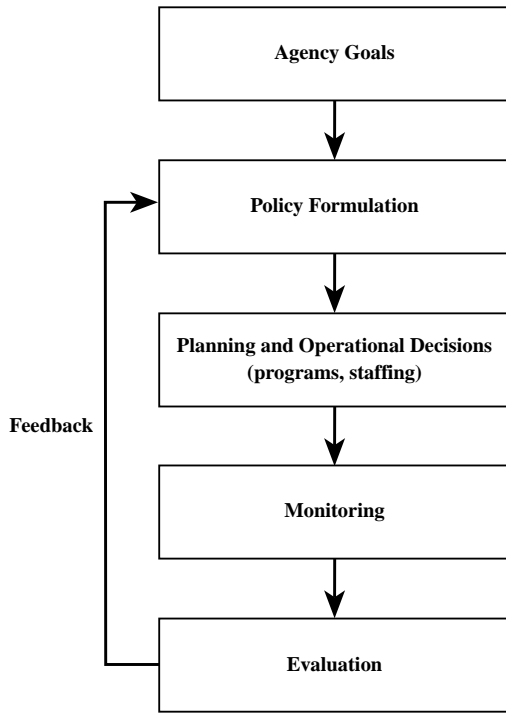 Agency Goals
Policy Formulation
Planning and Operational Decisions
(programs, staffing)
Feedback
Monitoring
Evaluation